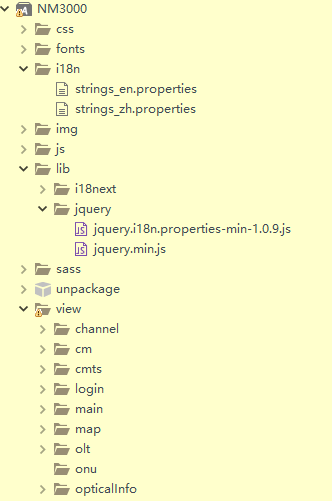 NM3000
css
fonts
i18n
strings_en.properties
strings_zh.properties
img
js
lib
i18next
jquery
jquery.i18n.properties-min-1.0.9.js
jquery.min.js
sass
unpackage
view
channel
cm
cmts
login
main
map
olt
onu
opticalInfo